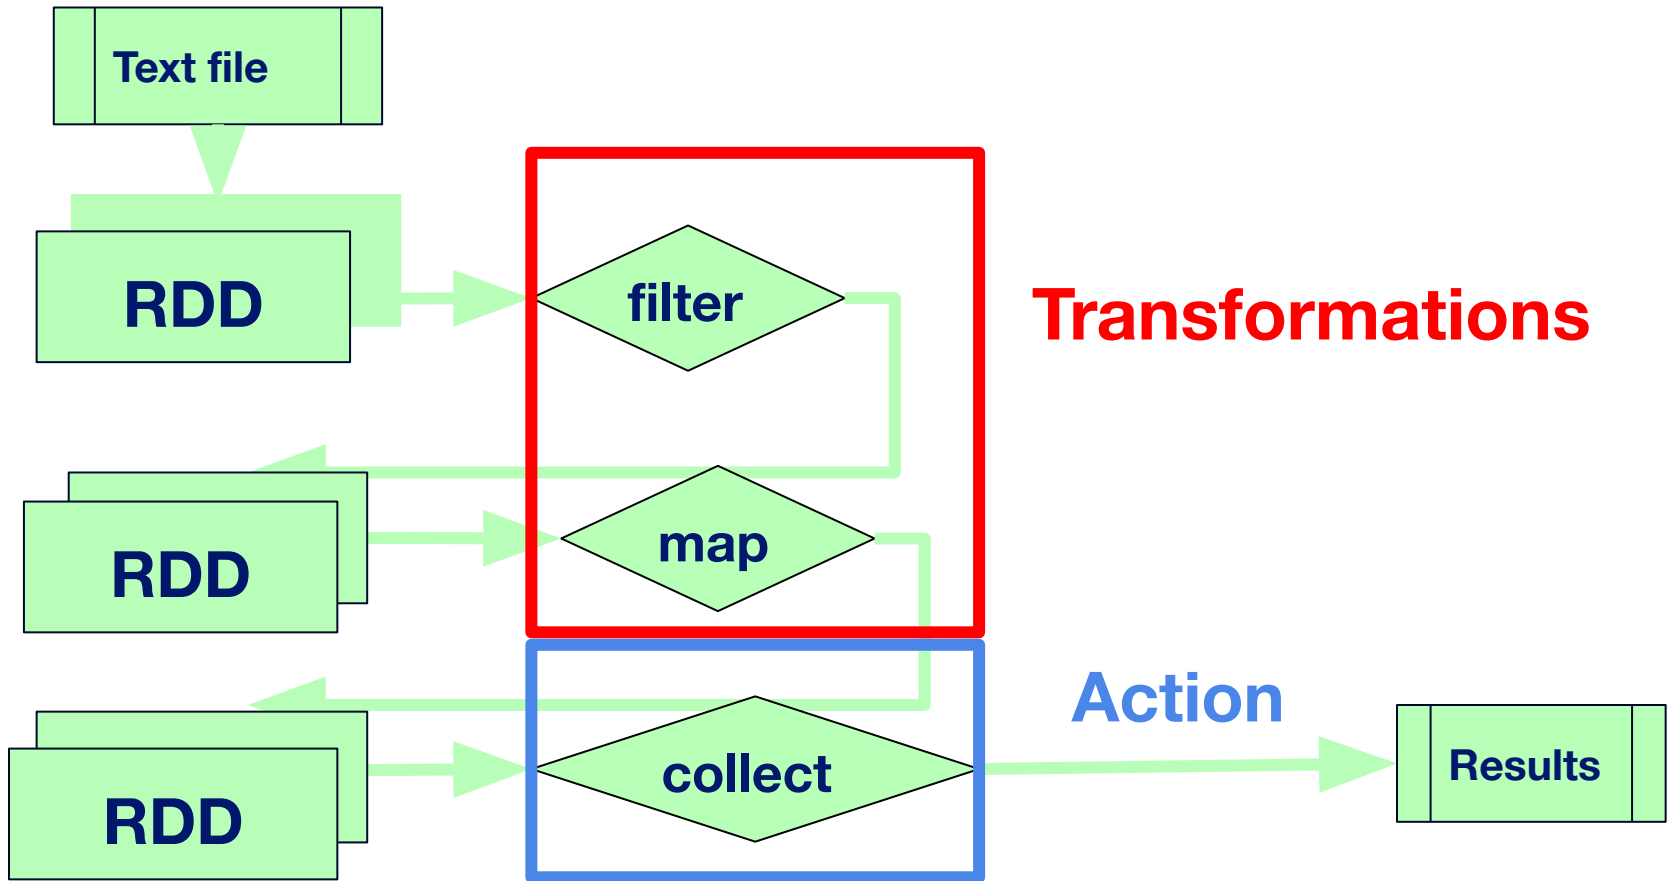 Text file
RDD
filter
Transformations
RDD
map
Action
RDD
collect
Results